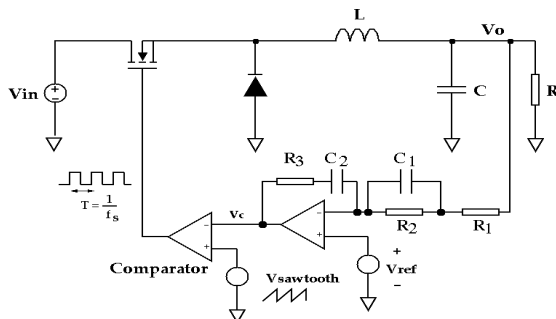 L
Vo
Vin
+
−
C
R
R3
C2
C1
T = 1/fs
Vc
−
+
R2
R1
−
+
+
Vref
−
Comparator
Vsawtooth